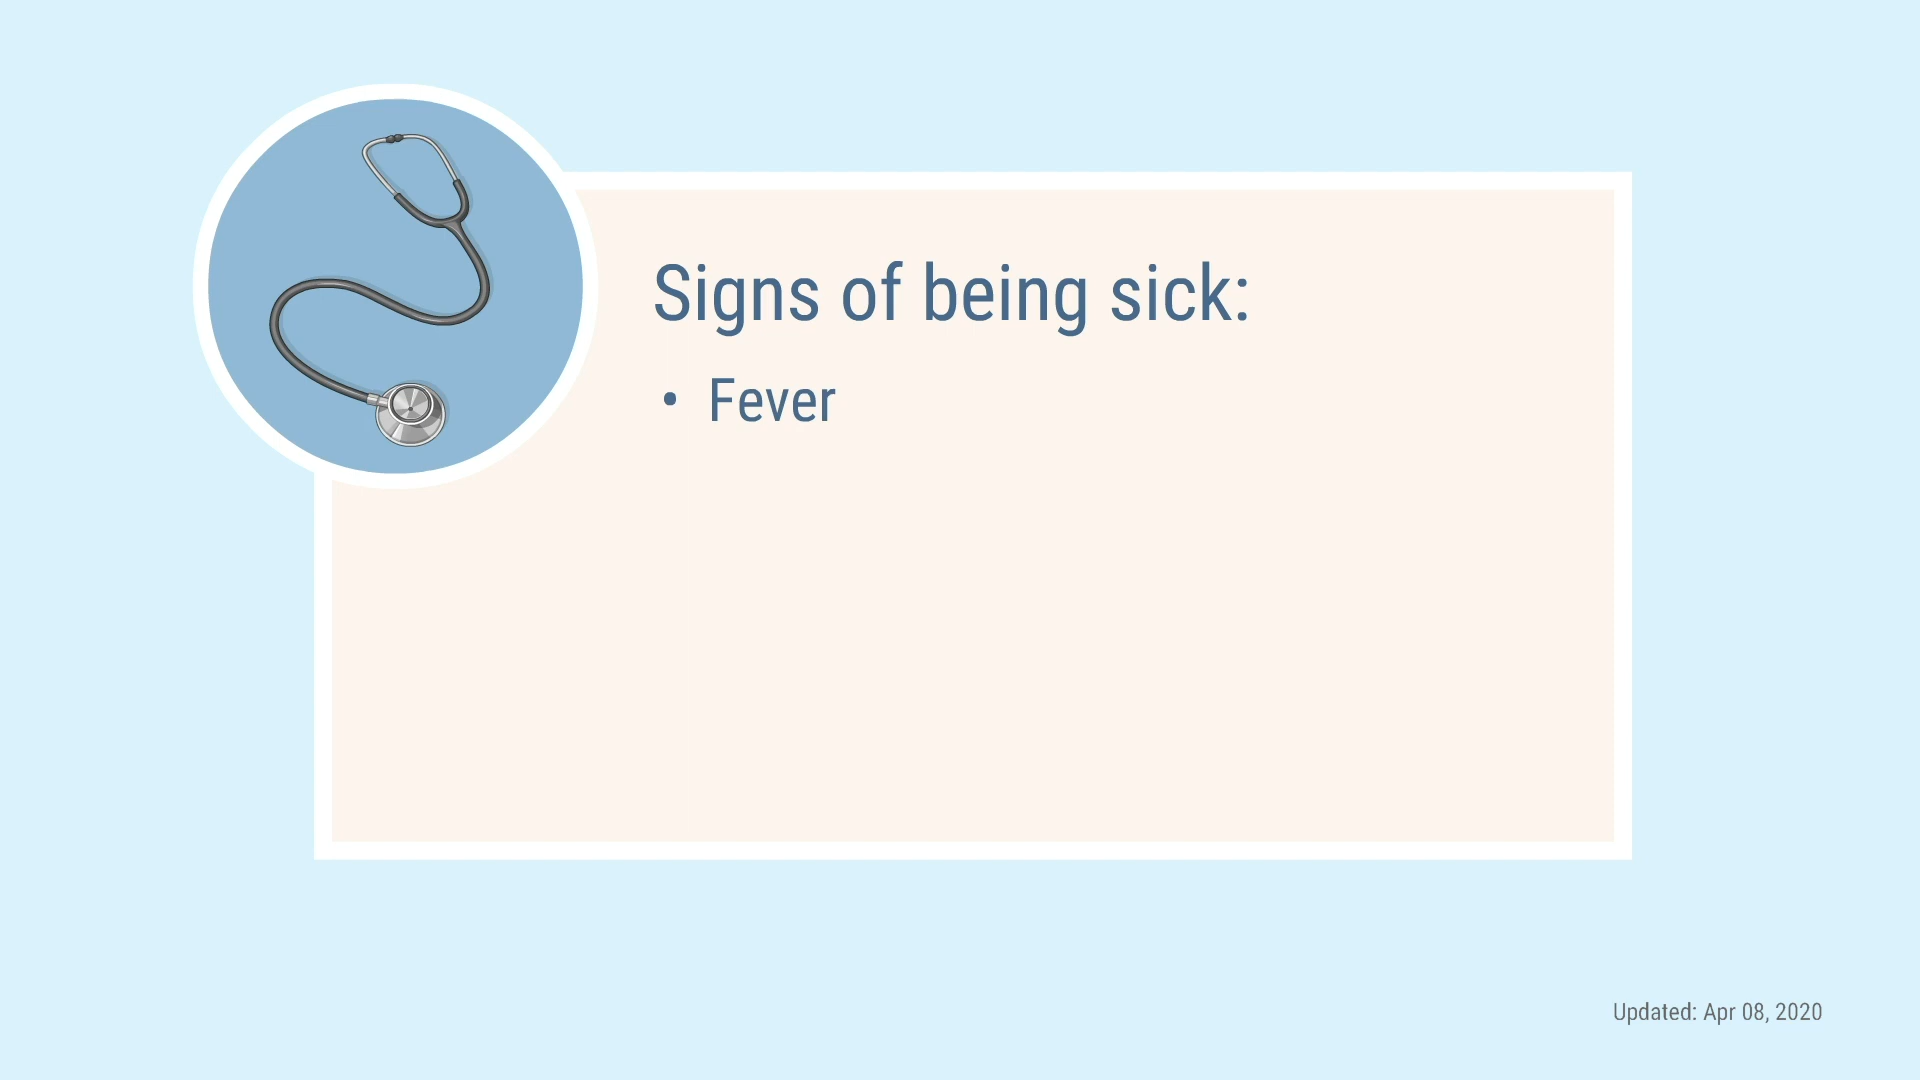 Signs of being sick:
• Fever
Updated: Apr 08, 2020